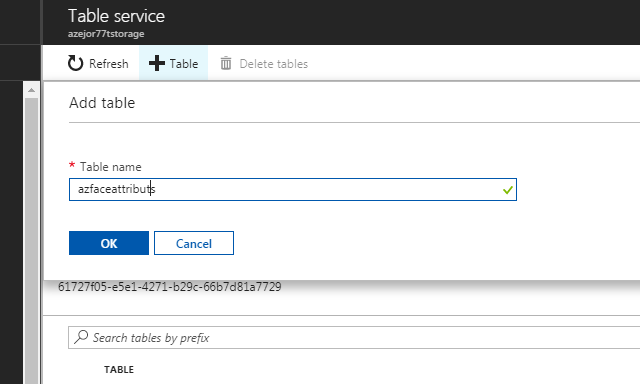 Table service
azejor77tstorage
Refresh Table Delete tables
Add table
* Table name
azfaceattributs
OK Cancel
61727f05-e5e1-4271-b29c-66b7d81a7729
Search tables by prefix
TABLE